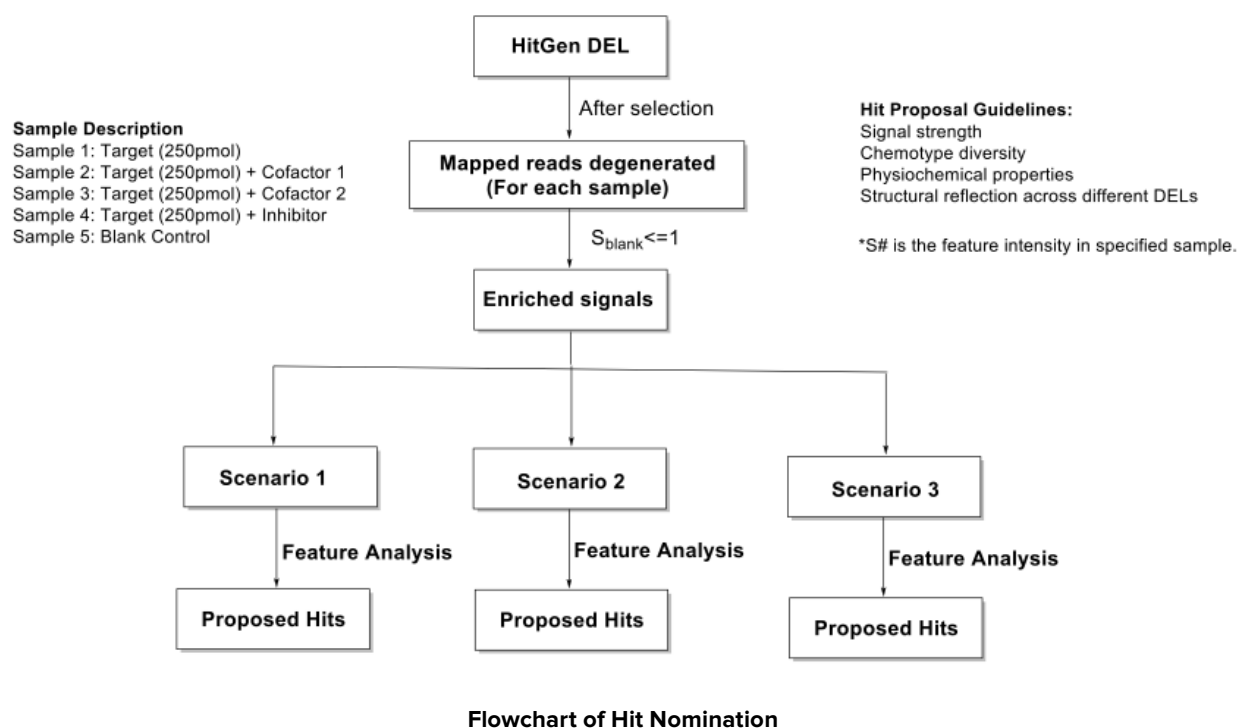 HitGen DEL
After selection
Sample Description
Sample 1: Target (250pmol)
Sample 2: Target (250pmol) + Cofactor 1
Sample 3: Target (250pmol) + Cofactor 2
Sample 4: Target (250pmol) + Inhibitor
Sample 5: Blank Control
Mapped reads degenerated
(For each sample)
Hit Proposal Guidelines:
Signal strength
Chemotype diversity
Physiochemical properties
Structural reflection across different DELs
*S# is the feature intensity in specified sample.
Sblank<=1
Enriched signals
Scenario 1
Scenario 2
Scenario 3
Feature Analysis
Feature Analysis
Feature Analysis
Proposed Hits
Proposed Hits
Proposed Hits
Flowchart of Hit Nomination